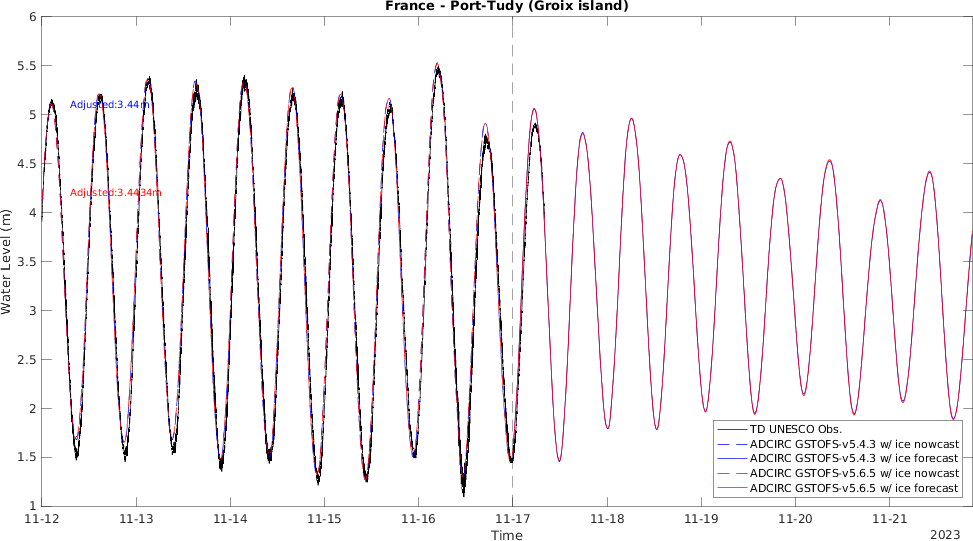 France - Port-Tudy (Groix island)
6
5.5
5
4.5
4
3.5
3
2.5
2
1.5
1
Water Level (m)
Adjusted:3.44m
Adjusted:3.4434m
TD UNESCO Obs.
ADCIRC GSTOFS-v5.4.3 w/ ice nowcast
ADCIRC GSTOFS-v5.4.3 w/ ice forecast
ADCIRC GSTOFS-v5.6.5 w/ ice nowcast
ADCIRC GSTOFS-v5.6.5 w/ ice forecast
11-12 11-13 11-14 11-15 11-16 11-17 11-18 11-19 11-20 11-21
Time
2023